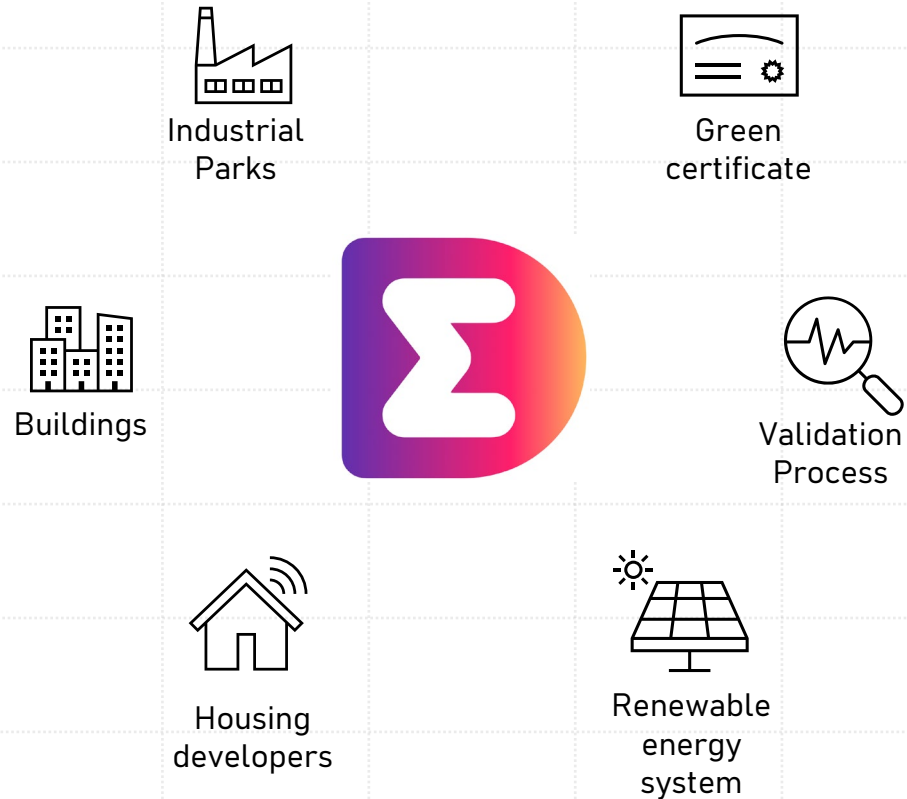 Industrial
Parks
Green
certificate
Buildings
Validation
Process
Housing
developers
Renewable
energy
system